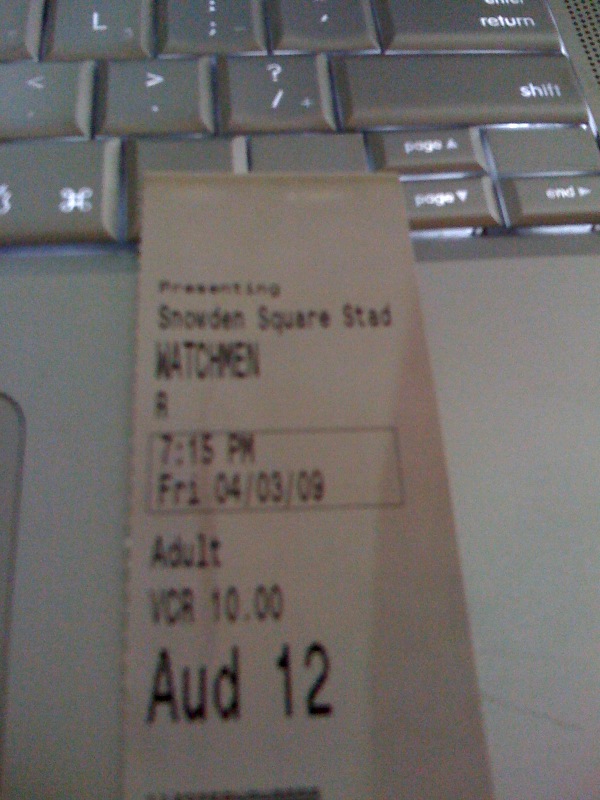 enter
L : '
; ,
return
< > ?
. /
shift
page ▲
⌘ page ▼ end ►
Presenting
Snowden Square Stad
WATCHMEN
R
7:15 PM
Fri 04/03/09
Adult
VCR 10.00
Aud 12